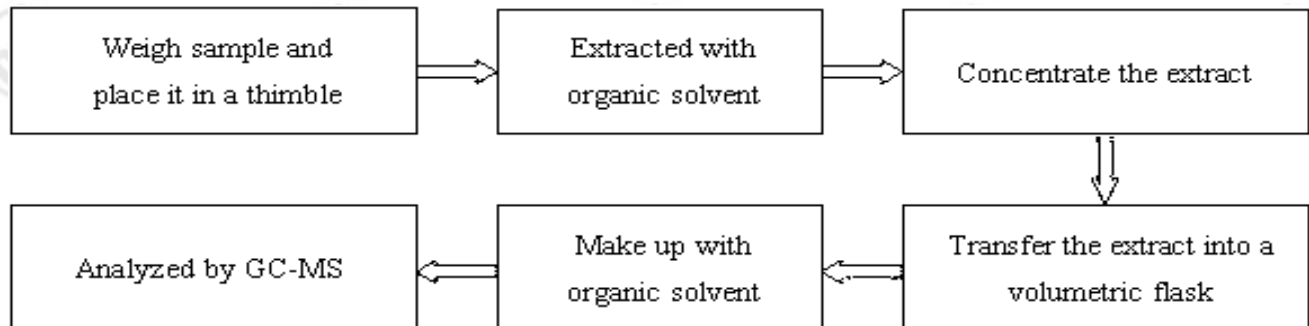 Weigh sample and
place it in a thimble
Extracted with
organic solvent
Concentrate the extract
Transfer the extract into a
volumetric flask
Make up with
organic solvent
Analyzed by GC-MS